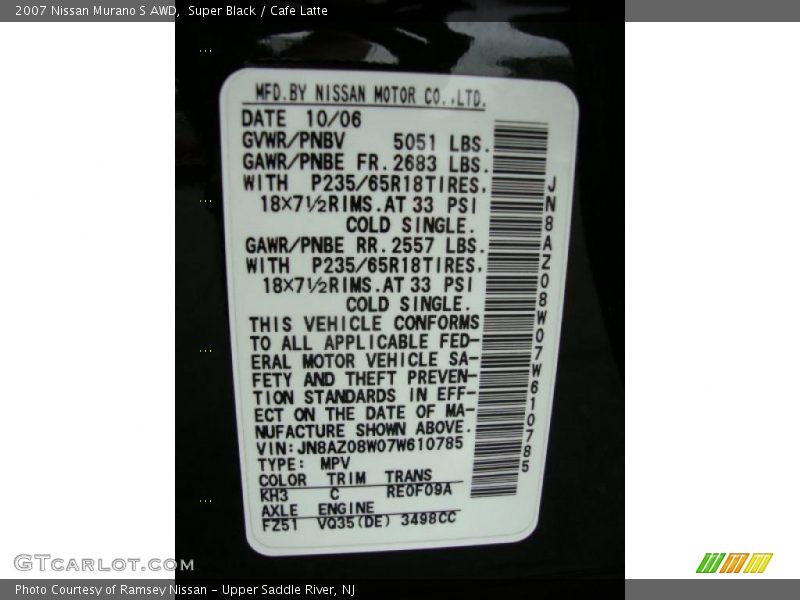 2007 Nissan Murano S AWD, Super Black / Cafe Latte
MFD.BY NISSAN MOTOR CO.,LTD.
DATE 10/06
GVWR/PNBV 5051 LBS.
GAWR/PNBE FR.2683 LBS.
WITH P235/65R18TIRES.
18×7½RIMS.AT 33 PSI
COLD SINGLE.
GAWR/PNBE RR.2557 LBS.
WITH P235/65R18TIRES.
18×7½RIMS.AT 33 PSI
COLD SINGLE.
THIS VEHICLE CONFORMS
TO ALL APPLICABLE FED-
ERAL MOTOR VEHICLE SA-
FETY AND THEFT PREVEN-
TION STANDARDS IN EFF-
ECT ON THE DATE OF MA-
NUFACTURE SHOWN ABOVE.
VIN:JN8AZ08W07W610785
TYPE: MPV
COLOR TRIM TRANS
KH3 C RE0F09A
AXLE ENGINE
FZ51 VQ35(DE) 3498CC
JN8AZ08W07W610785
GTCarLot.com
Photo Courtesy of Ramsey Nissan - Upper Saddle River, NJ